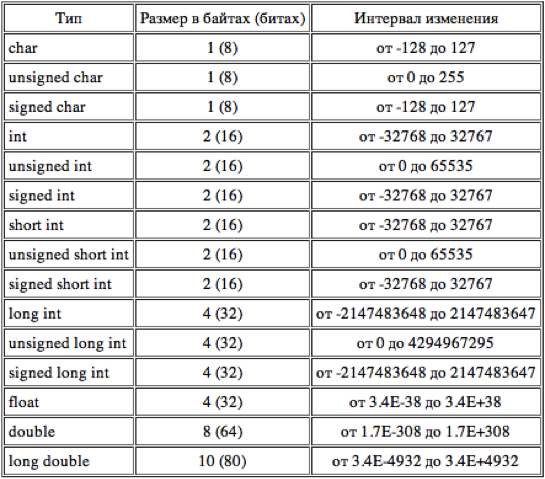 Тип Размер в байтах (битах) Интервал изменения
char 1 (8) от -128 до 127
unsigned char 1 (8) от 0 до 255
signed char 1 (8) от -128 до 127
int 2 (16) от -32768 до 32767
unsigned int 2 (16) от 0 до 65535
signed int 2 (16) от -32768 до 32767
short int 2 (16) от -32768 до 32767
unsigned short int 2 (16) от 0 до 65535
signed short int 2 (16) от -32768 до 32767
long int 4 (32) от -2147483648 до 2147483647
unsigned long int 4 (32) от 0 до 4294967295
signed long int 4 (32) от -2147483648 до 2147483647
float 4 (32) от 3.4E-38 до 3.4E+38
double 8 (64) от 1.7E-308 до 1.7E+308
long double 10 (80) от 3.4E-4932 до 3.4E+4932